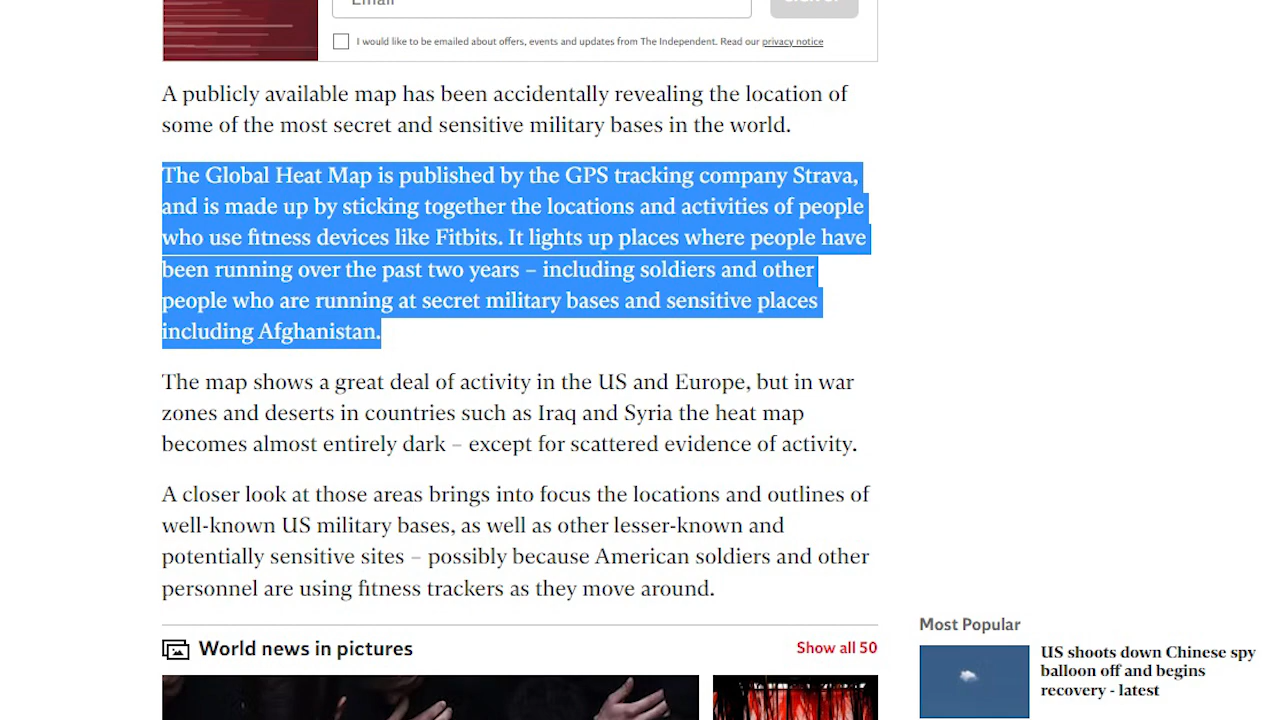 I would like to be emailed about offers, events and updates from The Independent. Read our privacy notice
A publicly available map has been accidentally revealing the location of
some of the most secret and sensitive military bases in the world.
The Global Heat Map is published by the GPS tracking company Strava,
and is made up by sticking together the locations and activities of people
who use fitness devices like Fitbits. It lights up places where people have
been running over the past two years – including soldiers and other
people who are running at secret military bases and sensitive places
including Afghanistan.
The map shows a great deal of activity in the US and Europe, but in war
zones and deserts in countries such as Iraq and Syria the heat map
becomes almost entirely dark – except for scattered evidence of activity.
A closer look at those areas brings into focus the locations and outlines of
well-known US military bases, as well as other lesser-known and
potentially sensitive sites – possibly because American soldiers and other
personnel are using fitness trackers as they move around.
World news in pictures
Show all 50
Most Popular
US shoots down Chinese spy
balloon off and begins
recovery - latest